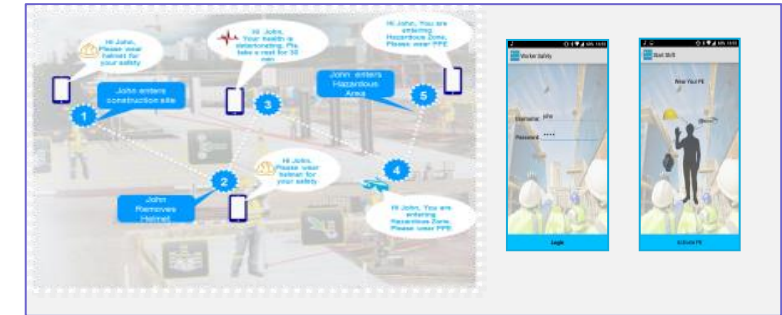 Hi John,
Please wear
helmet for
your safety
John enters
construction site
1
Hi John,
Your health is
deteriorating. Pls
take a rest for 30
3
Hi John, You are
entering
Hazardous Zone,
Please wear PPE
John enters
Hazardous
Area
5
2
John
Removes
Helmet
Hi John,
Please wear
helmet for
your safety
4
Hi John, You are
entering
Hazardous Zone,
Please wear PPE
Worker Safety
Username
john
Password
Login
Start Shift
Wear Your PE